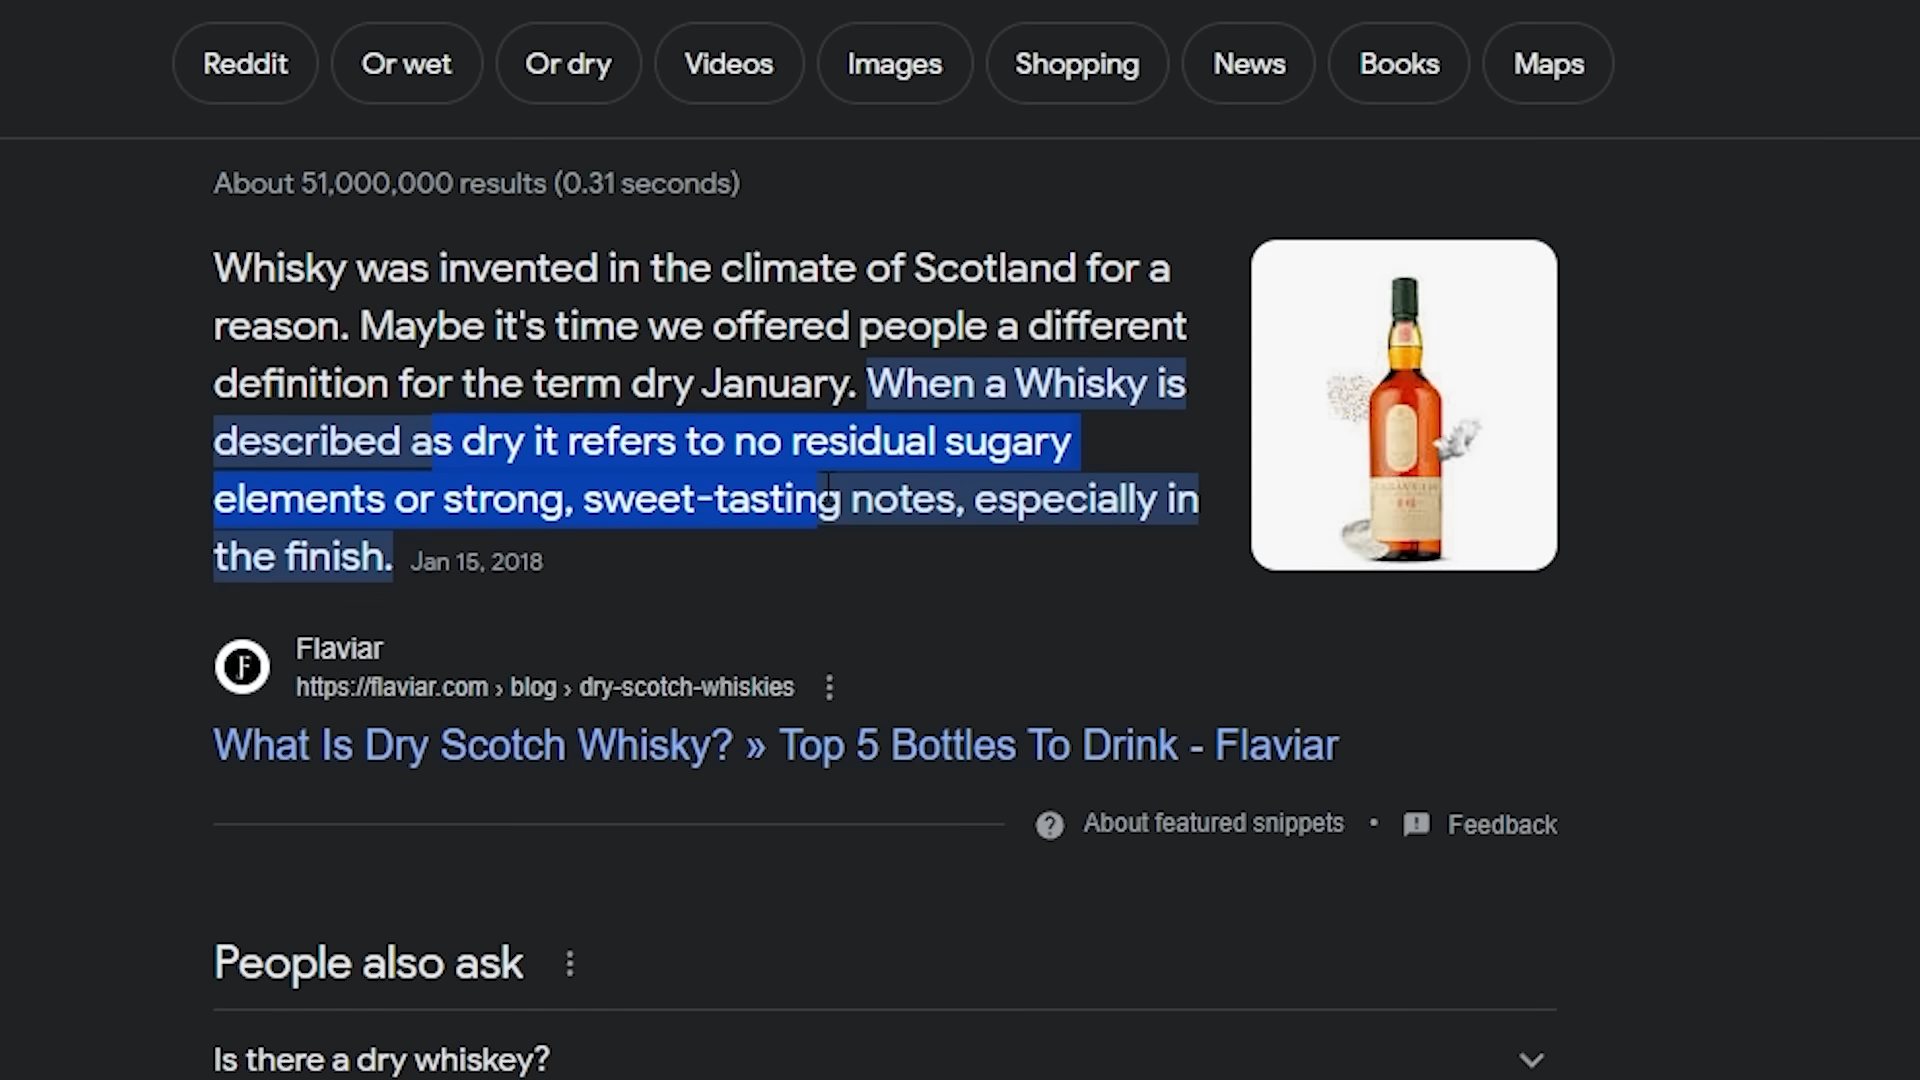 Reddit
Or wet
Or dry
Videos
Images
Shopping
News
Books
Maps
About 51,000,000 results (0.31 seconds)
Whisky was invented in the climate of Scotland for a
reason. Maybe it's time we offered people a different
definition for the term dry January. When a Whisky is
described as dry it refers to no residual sugary
elements or strong, sweet-tasting notes, especially in
the finish. Jan 15, 2018
Flaviar
https://flaviar.com › blog › dry-scotch-whiskies
What Is Dry Scotch Whisky? » Top 5 Bottles To Drink - Flaviar
About featured snippets • Feedback
People also ask
Is there a dry whiskey?